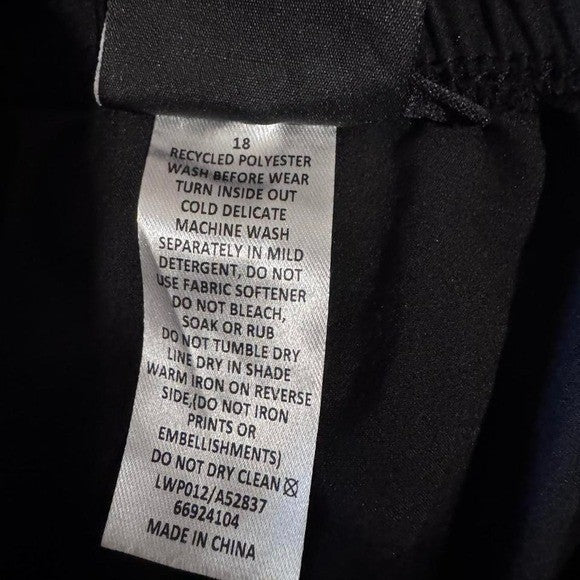 18
RECYCLED POLYESTER
WASH BEFORE WEAR
TURN INSIDE OUT
COLD DELICATE
MACHINE WASH
SEPARATELY IN MILD
DETERGENT, DO NOT
USE FABRIC SOFTENER
DO NOT BLEACH,
SOAK OR RUB
DO NOT TUMBLE DRY
LINE DRY IN SHADE
WARM IRON ON REVERSE
SIDE,(DO NOT IRON
PRINTS OR
EMBELLISHMENTS)
DO NOT DRY CLEAN
LWP012/A52837
66924104
MADE IN CHINA